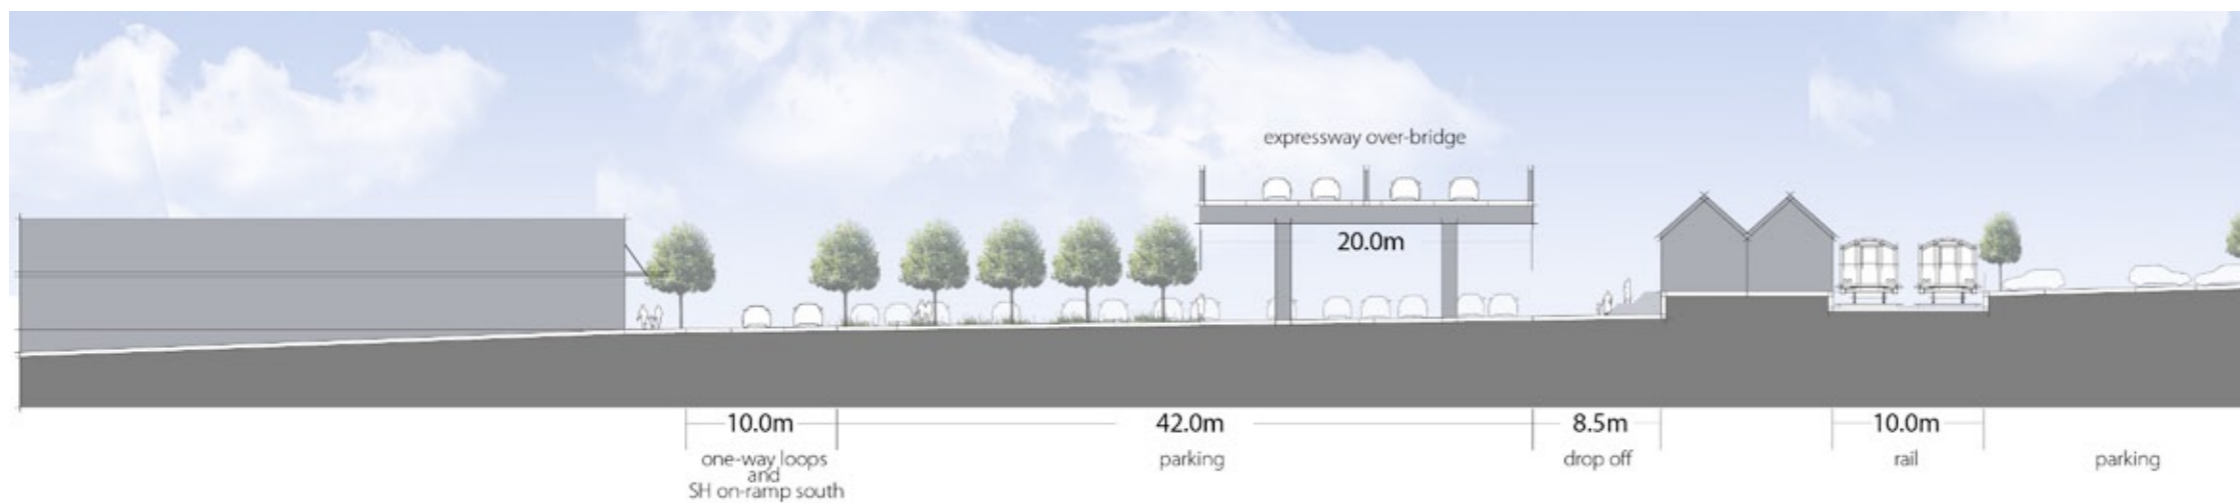 expressway over-bridge
20.0m
10.0m
42.0m
8.5m
10.0m
one-way loops
and
SH on-ramp south
parking
drop off
rail
parking